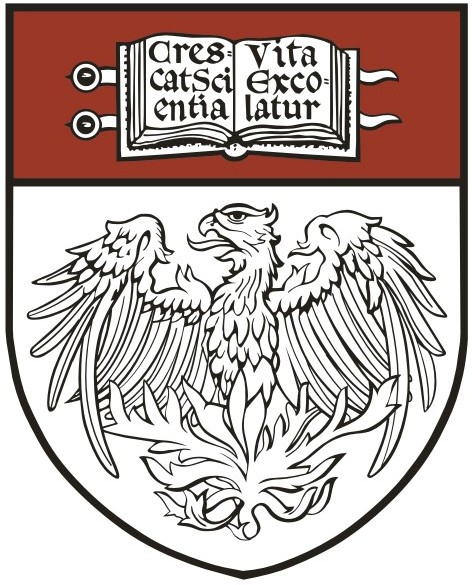 Cres-
cat Sci
entia
Vita
Exco-
latur